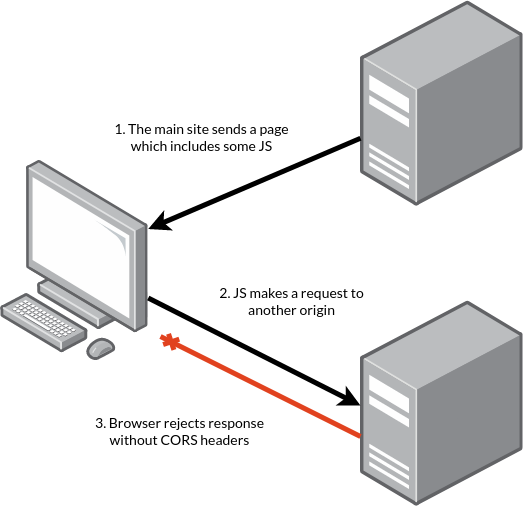 1. The main site sends a page
which includes some JS
2. JS makes a request to
another origin
3. Browser rejects response
without CORS headers